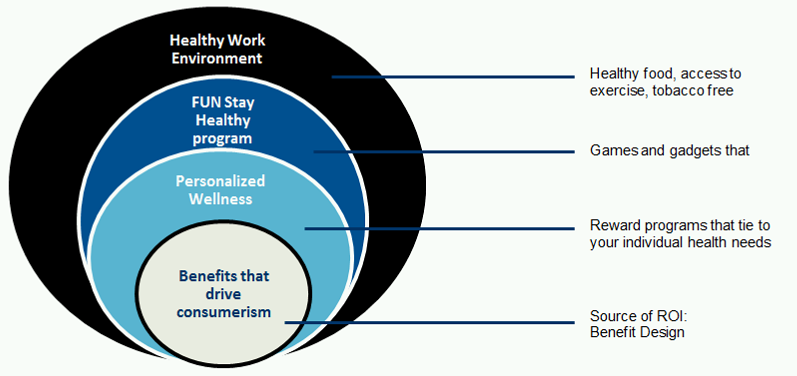 Healthy Work
Environment
Healthy food, access to
exercise, tobacco free
FUN Stay
Healthy
program
Games and gadgets that
Personalized
Wellness
Reward programs that tie to
your individual health needs
Benefits that
drive
consumerism
Source of ROI:
Benefit Design